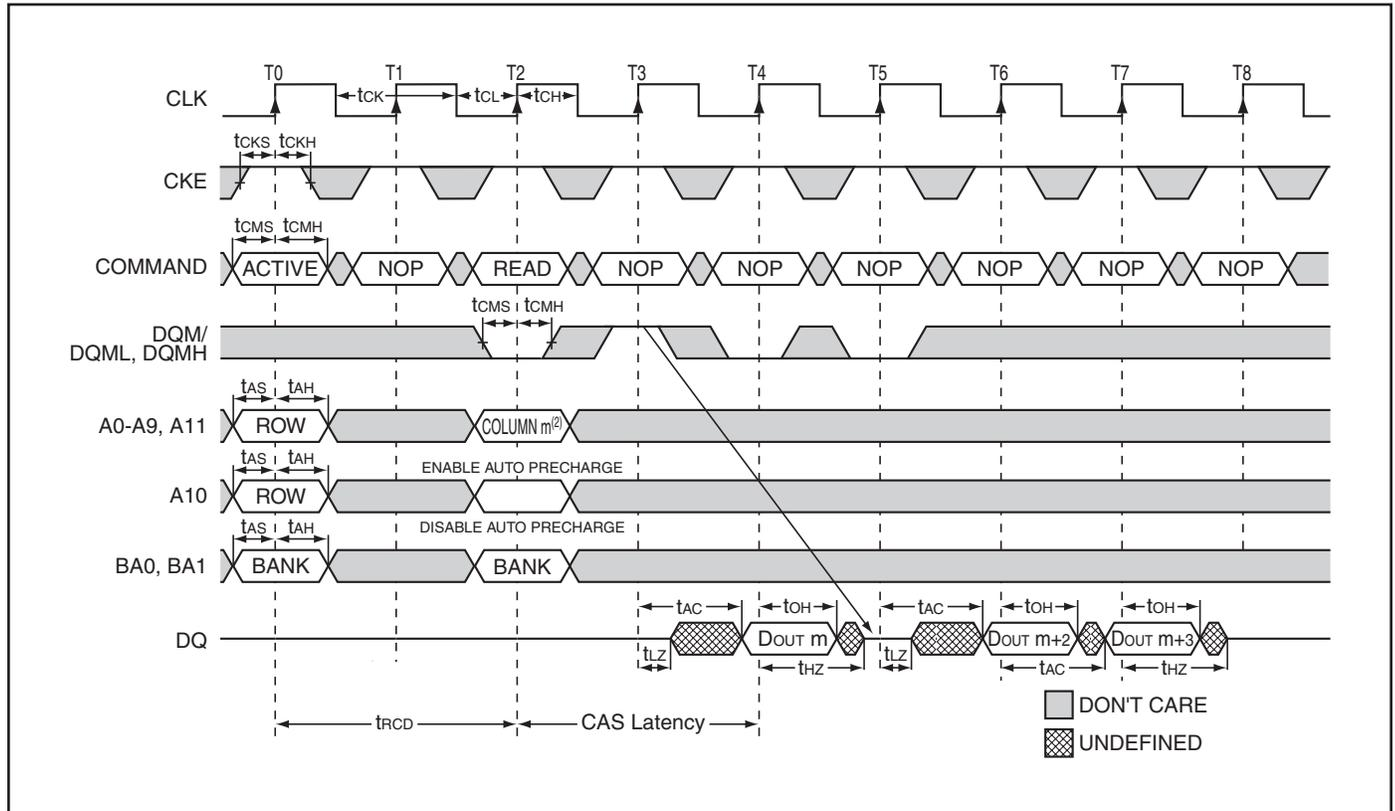 T0 T1 T2 T3 T4 T5 T6 T7 T8
CLK tCK tCL tCH
tCKS tCKH
CKE
tCMS tCMH
COMMAND ACTIVE NOP READ NOP NOP NOP NOP NOP NOP
tCMS tCMH
DQM/
DQML, DQMH
tAS tAH
A0-A9, A11 ROW COLUMN m(2)
tAS tAH ENABLE AUTO PRECHARGE
A10 ROW
tAS tAH DISABLE AUTO PRECHARGE
BA0, BA1 BANK BANK
tAC tOH tAC tOH tOH
DQ DOUT m DOUT m+2 DOUT m+3
tLZ tHZ tLZ tAC tHZ
DON'T CARE
tRCD CAS Latency
UNDEFINED